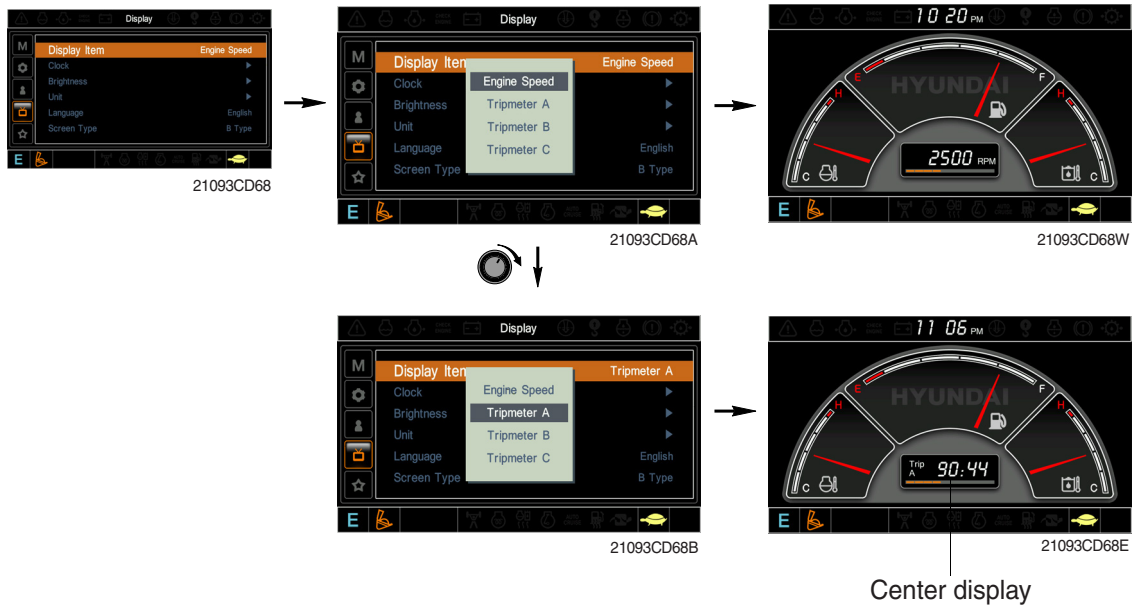 Display
M
Display Item Engine Speed
Clock
Brightness
Unit
Language English
Screen Type B Type
E
21093CD68
Display
M
Display Item Engine Speed
Clock
Brightness
Unit
Language English
Screen Type B Type
Engine Speed
Tripmeter A
Tripmeter B
Tripmeter C
E
21093CD68A
10 20 PM
HYUNDAI
E F
H H
C C
2500 RPM
E
21093CD68W
Display
M
Display Item Tripmeter A
Clock
Brightness
Unit
Language English
Screen Type B Type
Engine Speed
Tripmeter A
Tripmeter B
Tripmeter C
E
21093CD68B
11 06 PM
HYUNDAI
E F
H H
C C
Trip A 90:44
E
21093CD68E
Center display